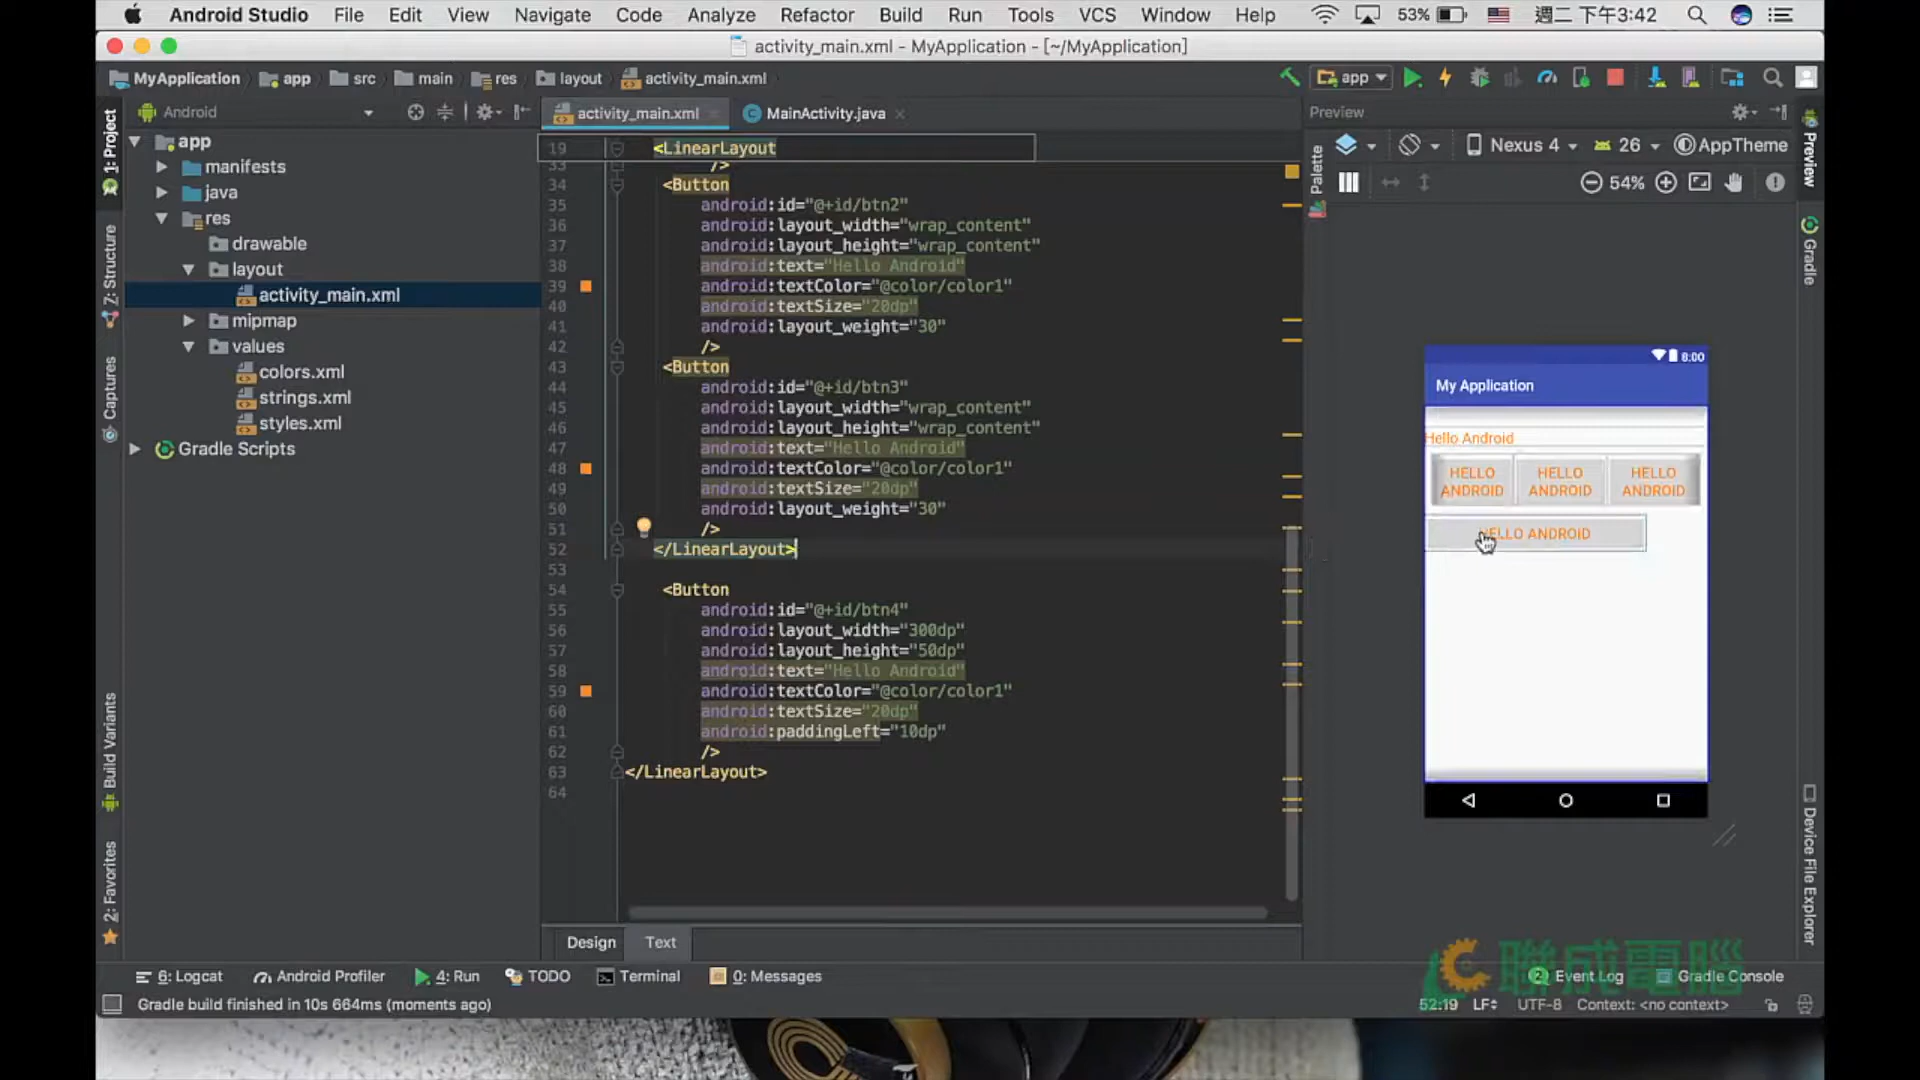 Android Studio File Edit View Navigate Code Analyze Refactor Build Run Tools VCS Window Help 53% 週二 下午3:42
activity_main.xml - MyApplication - [~/MyApplication]
MyApplication app src main res layout activity_main.xml app
Android activity_main.xml MainActivity.java Preview
Nexus 4 26 AppTheme
54%
1: Project
7: Structure
Captures
Build Variants
2: Favorites
app
manifests
java
res
drawable
layout
activity_main.xml
mipmap
values
colors.xml
strings.xml
styles.xml
Gradle Scripts
19 <LinearLayout
33 />
34 <Button
35 android:id="@+id/btn2"
36 android:layout_width="wrap_content"
37 android:layout_height="wrap_content"
38 android:text="Hello Android"
39 android:textColor="@color/color1"
40 android:textSize="20dp"
41 android:layout_weight="30"
42 />
43 <Button
44 android:id="@+id/btn3"
45 android:layout_width="wrap_content"
46 android:layout_height="wrap_content"
47 android:text="Hello Android"
48 android:textColor="@color/color1"
49 android:textSize="20dp"
50 android:layout_weight="30"
51 />
52 </LinearLayout>
53
54 <Button
55 android:id="@+id/btn4"
56 android:layout_width="300dp"
57 android:layout_height="50dp"
58 android:text="Hello Android"
59 android:textColor="@color/color1"
60 android:textSize="20dp"
61 android:paddingLeft="10dp"
62 />
63 </LinearLayout>
64
Design Text
Palette
8:00
My Application
Hello Android
HELLO ANDROID
HELLO ANDROID
HELLO ANDROID
HELLO ANDROID
Preview
Gradle
Device File Explorer
6: Logcat Android Profiler 4: Run TODO Terminal 0: Messages Event Log Gradle Console
聯成電腦
Gradle build finished in 10s 664ms (moments ago) 52:19 LF UTF-8 Context: <no context>